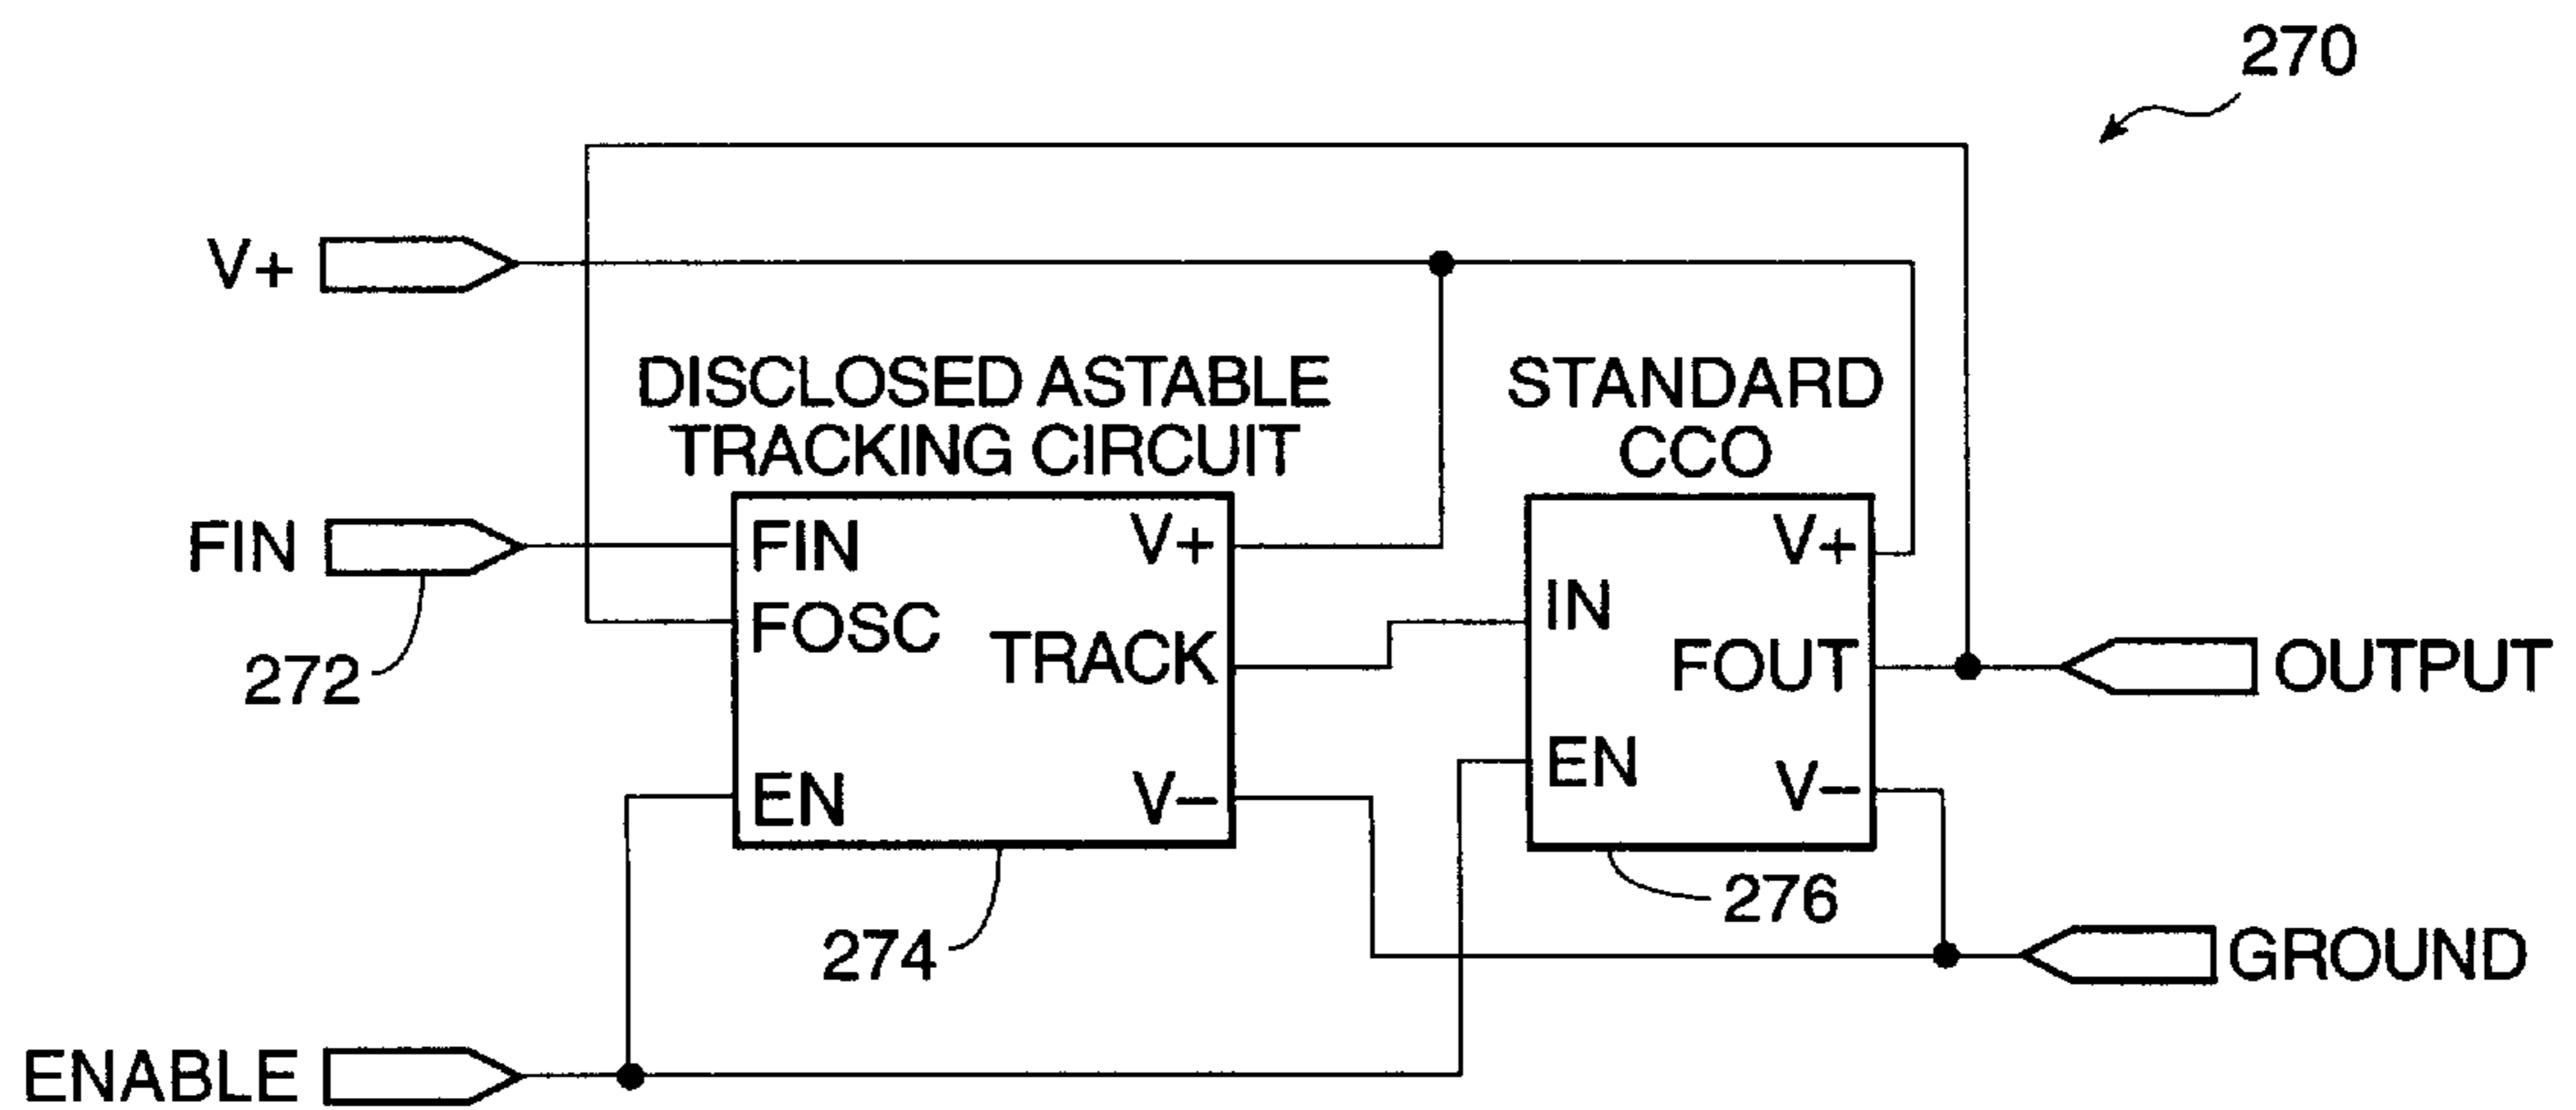 270
V+
DISCLOSED ASTABLE
TRACKING CIRCUIT
STANDARD
CCO
FIN
272
FIN
FOSC
EN
V+
TRACK
V–
274
IN
EN
V+
FOUT
V–
276
OUTPUT
GROUND
ENABLE